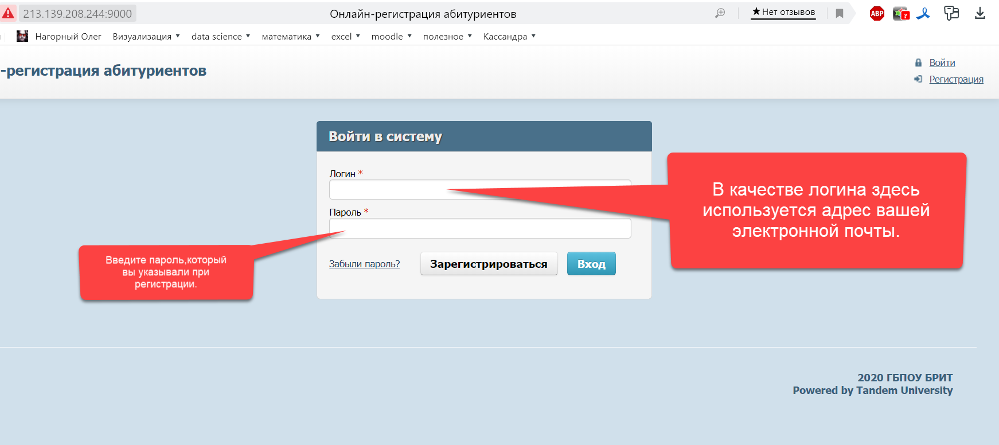 213.139.208.244:9000 Онлайн-регистрация абитуриентов ★Нет отзывов ABP ?
Нагорный Олег Визуализация ▼ data science ▼ математика ▼ excel ▼ moodle ▼ полезное ▼ Кассандра ▼
-регистрация абитуриентов
Войти
Регистрация
Войти в систему
Логин *
В качестве логина здесь
используется адрес вашей
электронной почты.
Пароль *
Введите пароль,который
вы указывали при
регистрации.
Забыли пароль? Зарегистрироваться Вход
2020 ГБПОУ БРИТ
Powered by Tandem University